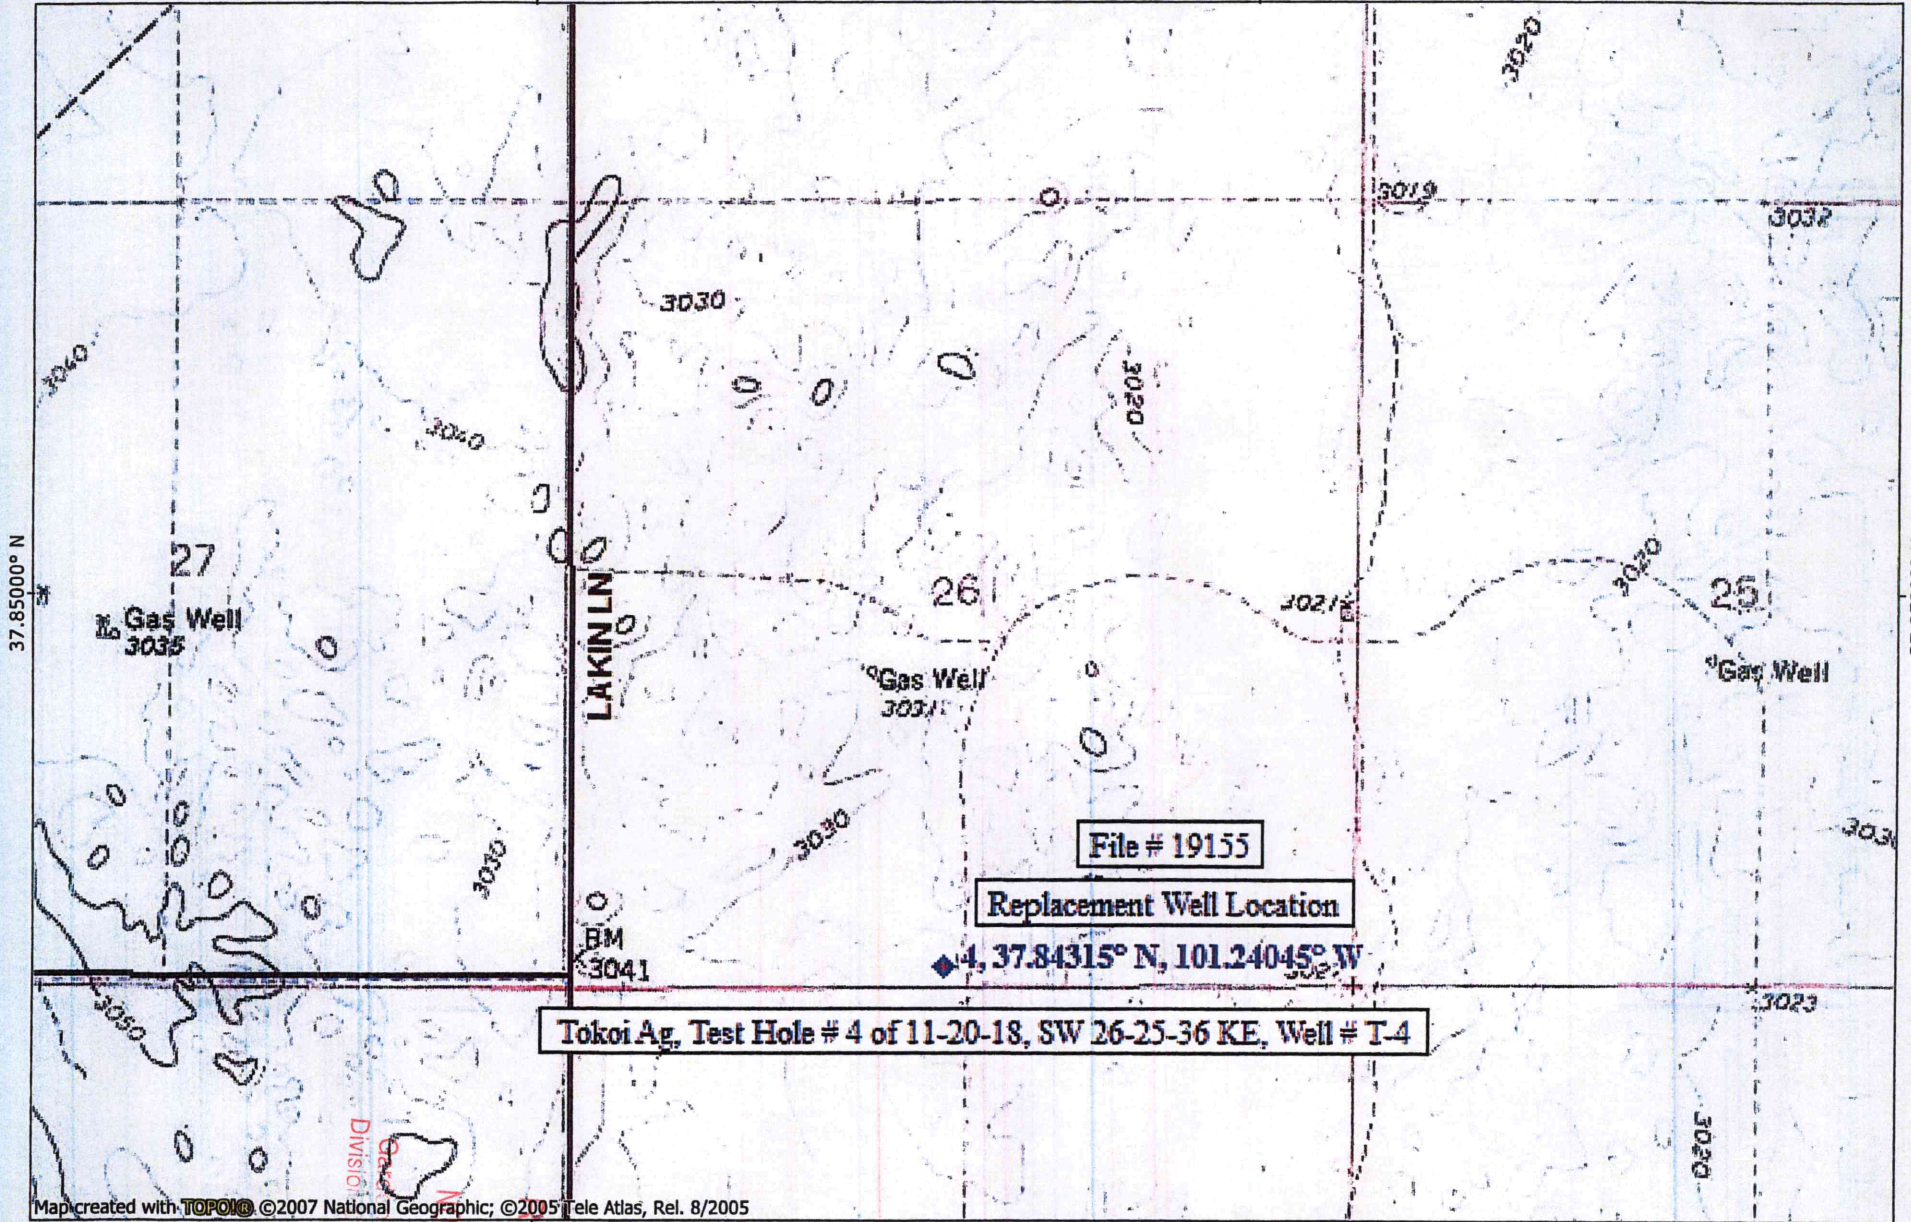 3020
3019
3032
3030
3040
3020
3040
27
37.85000° N
Gas Well
3035
LAKIN LN
26
3021
3020
25
Gas Well
Gas Well
3030
3030
File # 19155
Replacement Well Location
BM
3041
4, 37.84315° N, 101.24045° W
3050
3023
Tokoi Ag, Test Hole # 4 of 11-20-18, SW 26-25-36 KE, Well # T-4
3020
Division
Map created with TOPO!® ©2007 National Geographic; ©2005 Tele Atlas, Rel. 8/2005